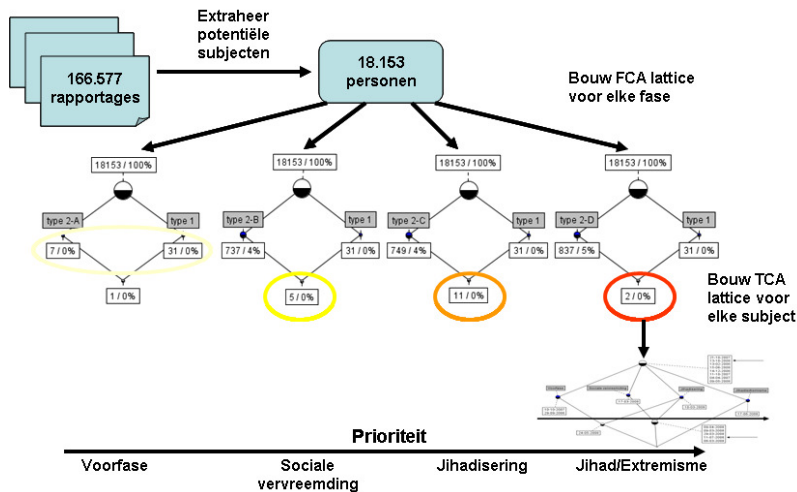 Extraheer
potentiële
subjecten
166.577
rapportages
18.153
personen
Bouw FCA lattice
voor elke fase
18153 / 100%
18153 / 100%
18153 / 100%
18153 / 100%
type 2-A
type 1
type 2-B
type 1
type 2-C
type 1
type 2-D
type 1
7 / 0%
31 / 0%
737 / 4%
31 / 0%
749 / 4%
31 / 0%
837 / 5%
31 / 0%
1 / 0%
5 / 0%
11 / 0%
2 / 0%
Bouw TCA
lattice voor
elke subject
Prioriteit
Voorfase
Sociale
vervreemding
Jihadisering
Jihad/Extremisme